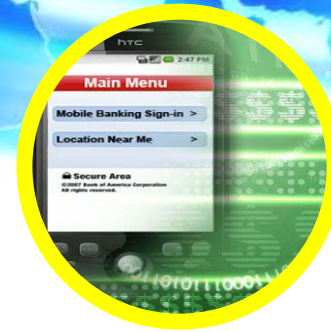 htc
2:47 PM
Main Menu
Mobile Banking Sign-in >
Location Near Me >
Secure Area
©2007 Bank of America Corporation
All rights reserved.